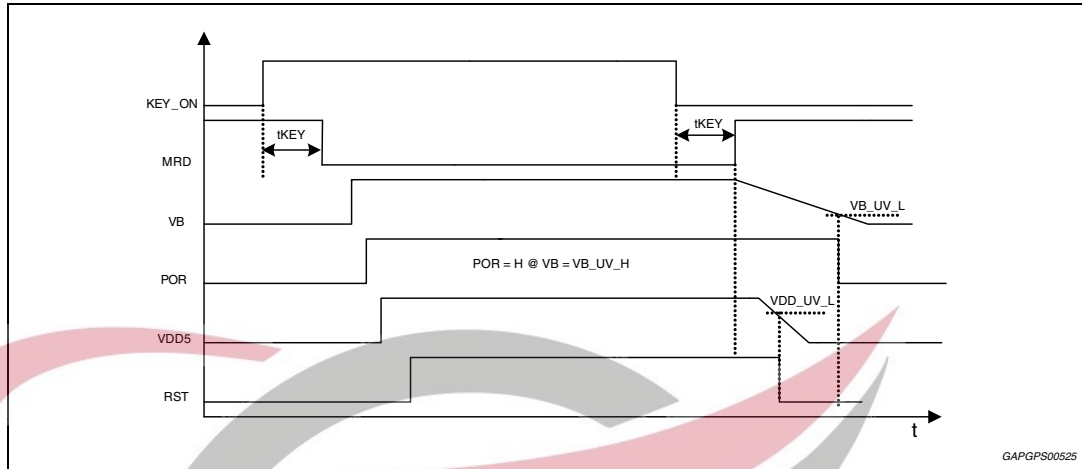 KEY_ON
tKEY
tKEY
MRD
VB
VB_UV_L
POR
POR = H @ VB = VB_UV_H
VDD_UV_L
VDD5
RST
t
GAPGPS00525